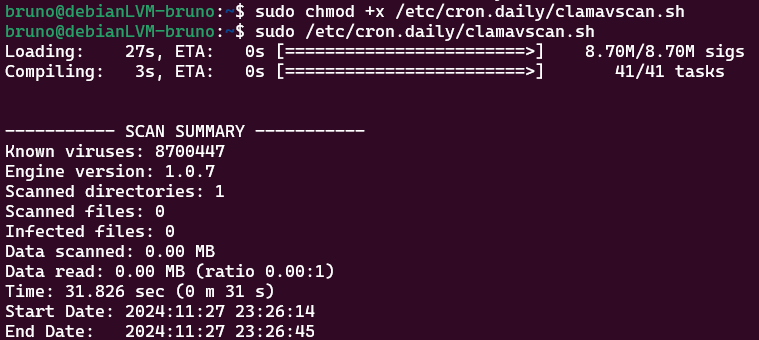 bruno@debianLVM-bruno:~$ sudo chmod +x /etc/cron.daily/clamavscan.sh
bruno@debianLVM-bruno:~$ sudo /etc/cron.daily/clamavscan.sh
Loading:    27s, ETA:   0s [========================>]    8.70M/8.70M sigs
Compiling:   3s, ETA:   0s [========================>]       41/41 tasks
----------- SCAN SUMMARY -----------
Known viruses: 8700447
Engine version: 1.0.7
Scanned directories: 1
Scanned files: 0
Infected files: 0
Data scanned: 0.00 MB
Data read: 0.00 MB (ratio 0.00:1)
Time: 31.826 sec (0 m 31 s)
Start Date: 2024:11:27 23:26:14
End Date:   2024:11:27 23:26:45